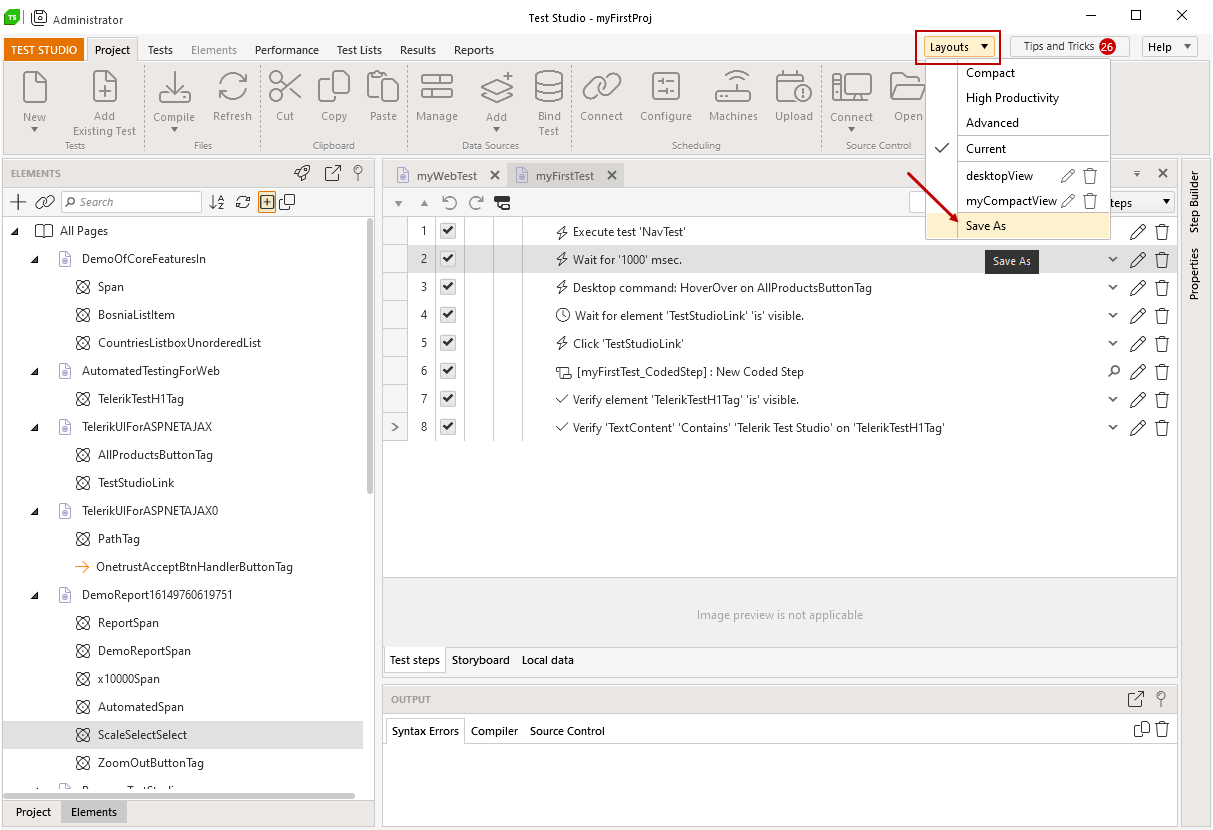 TS Administrator
Test Studio - myFirstProj
TEST STUDIO Project Tests Elements Performance Test Lists Results Reports
Layouts Tips and Tricks 26 Help
New
Add Existing Test
Tests
Compile
Refresh
Files
Cut
Copy
Paste
Clipboard
Manage
Add
Bind Test
Data Sources
Connect
Configure
Machines
Upload
Scheduling
Connect
Open
Source Control
Compact
High Productivity
Advanced
Current
desktopView
myCompactView
Save As
Save As
ELEMENTS
Search
All Pages
DemoOfCoreFeaturesIn
Span
BosniaListItem
CountriesListboxUnorderedList
AutomatedTestingForWeb
TelerikTestH1Tag
TelerikUIForASPNETAJAX
AllProductsButtonTag
TestStudioLink
TelerikUIForASPNETAJAX0
PathTag
OnetrustAcceptBtnHandlerButtonTag
DemoReport16149760619751
ReportSpan
DemoReportSpan
x10000Span
AutomatedSpan
ScaleSelectSelect
ZoomOutButtonTag
Project Elements
myWebTest myFirstTest
teps
1 Execute test 'NavTest'
2 Wait for '1000' msec.
3 Desktop command: HoverOver on AllProductsButtonTag
4 Wait for element 'TestStudioLink' 'is' visible.
5 Click 'TestStudioLink'
6 [myFirstTest_CodedStep] : New Coded Step
7 Verify element 'TelerikTestH1Tag' 'is' visible.
8 Verify 'TextContent' 'Contains' 'Telerik Test Studio' on 'TelerikTestH1Tag'
Image preview is not applicable
Test steps Storyboard Local data
OUTPUT
Syntax Errors Compiler Source Control
Step Builder
Properties